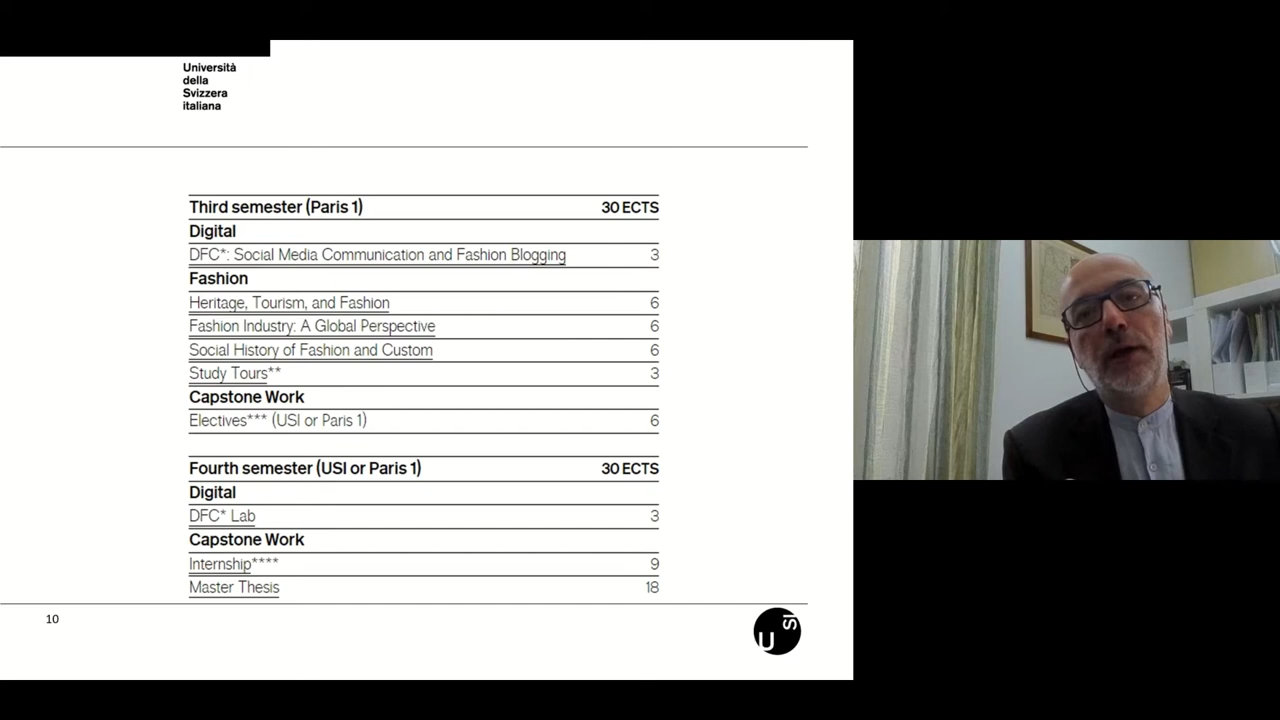 Università
della
Svizzera
italiana
Third semester (Paris 1) 30 ECTS
Digital
DFC*: Social Media Communication and Fashion Blogging 3
Fashion
Heritage, Tourism, and Fashion 6
Fashion Industry: A Global Perspective 6
Social History of Fashion and Custom 6
Study Tours** 3
Capstone Work
Electives*** (USI or Paris 1) 6
Fourth semester (USI or Paris 1) 30 ECTS
Digital
DFC* Lab 3
Capstone Work
Internship**** 9
Master Thesis 18
10
U SI